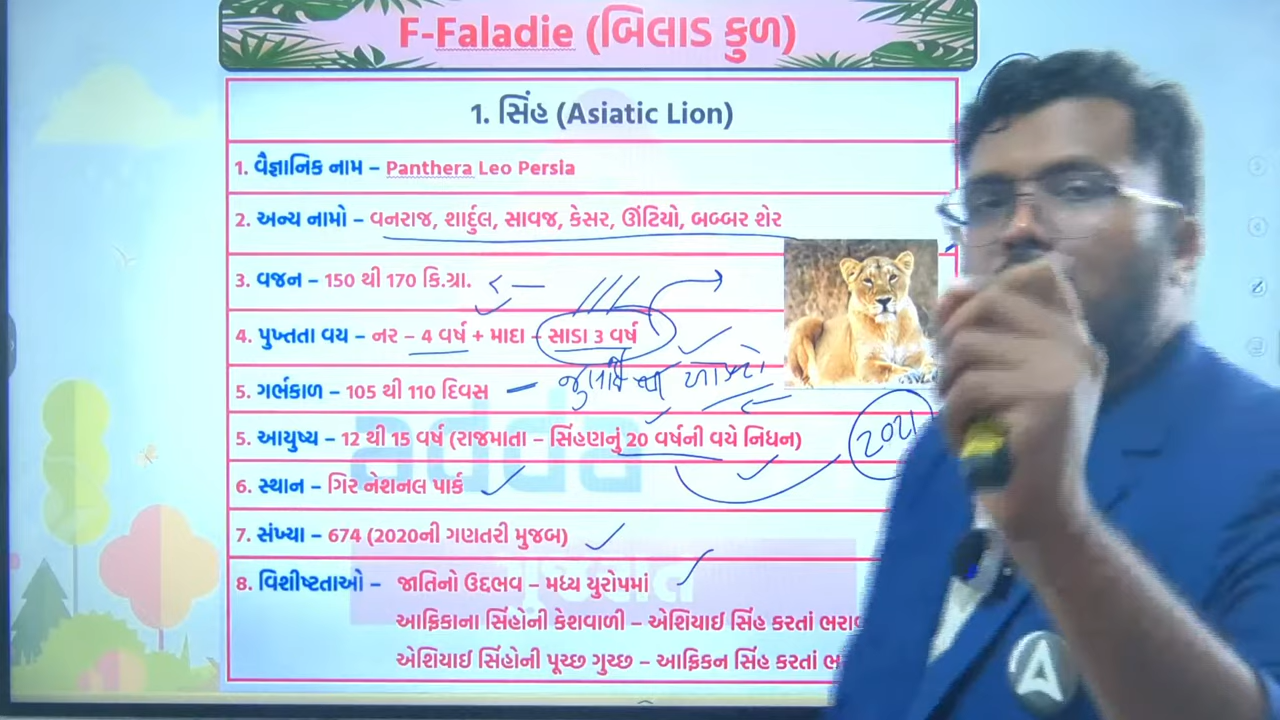 F-Faladie (બિલાડ કુળ)
1. સિંહ (Asiatic Lion)
1. વૈજ્ઞાનિક નામ – Panthera Leo Persia
2. અન્ય નામો – વનરાજ, શાર્દુલ, સાવજ, કેસર, ઊંટિયો, બબ્બર શેર
3. વજન – 150 થી 170 કિ.ગ્રા.
4. પુખ્તતા વય – નર – 4 વર્ષ + માદા – સાડા 3 વર્ષ
5. ગર્ભકાળ – 105 થી 110 દિવસ
5. આયુષ્ય – 12 થી 15 વર્ષ (રાજમાતા – સિંહણનું 20 વર્ષની વયે નિધન)
2021
6. સ્થાન – ગિર નેશનલ પાર્ક
7. સંખ્યા – 674 (2020ની ગણતરી મુજબ)
8. વિશીષ્ટતાઓ – જાતિનો ઉદ્દભવ – મધ્ય યુરોપમાં
આફ્રિકાના સિંહોની કેશવાળી – એશિયાઈ સિંહ કરતાં
એશિયાઈ સિંહોની પૂચ્છ ગુચ્છ – આફ્રિકન સિંહ કરતાં
adda